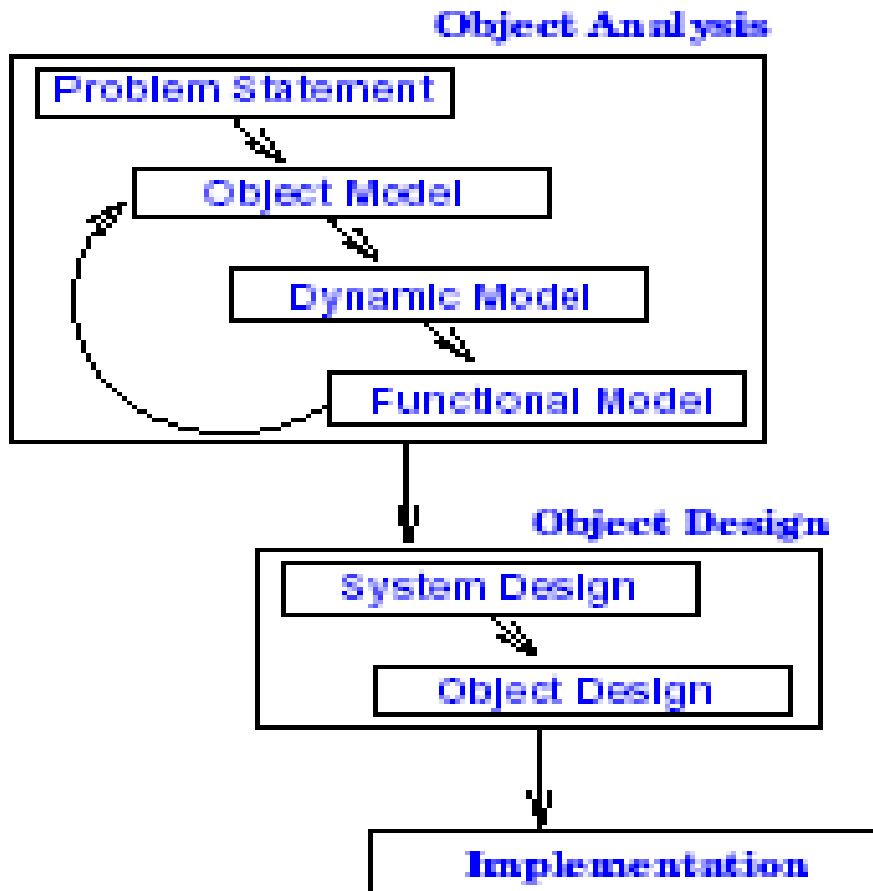 Object Analysis
Problem Statement
Object Model
Dynamic Model
Functional Model
Object Design
System Design
Object Design
Implementation